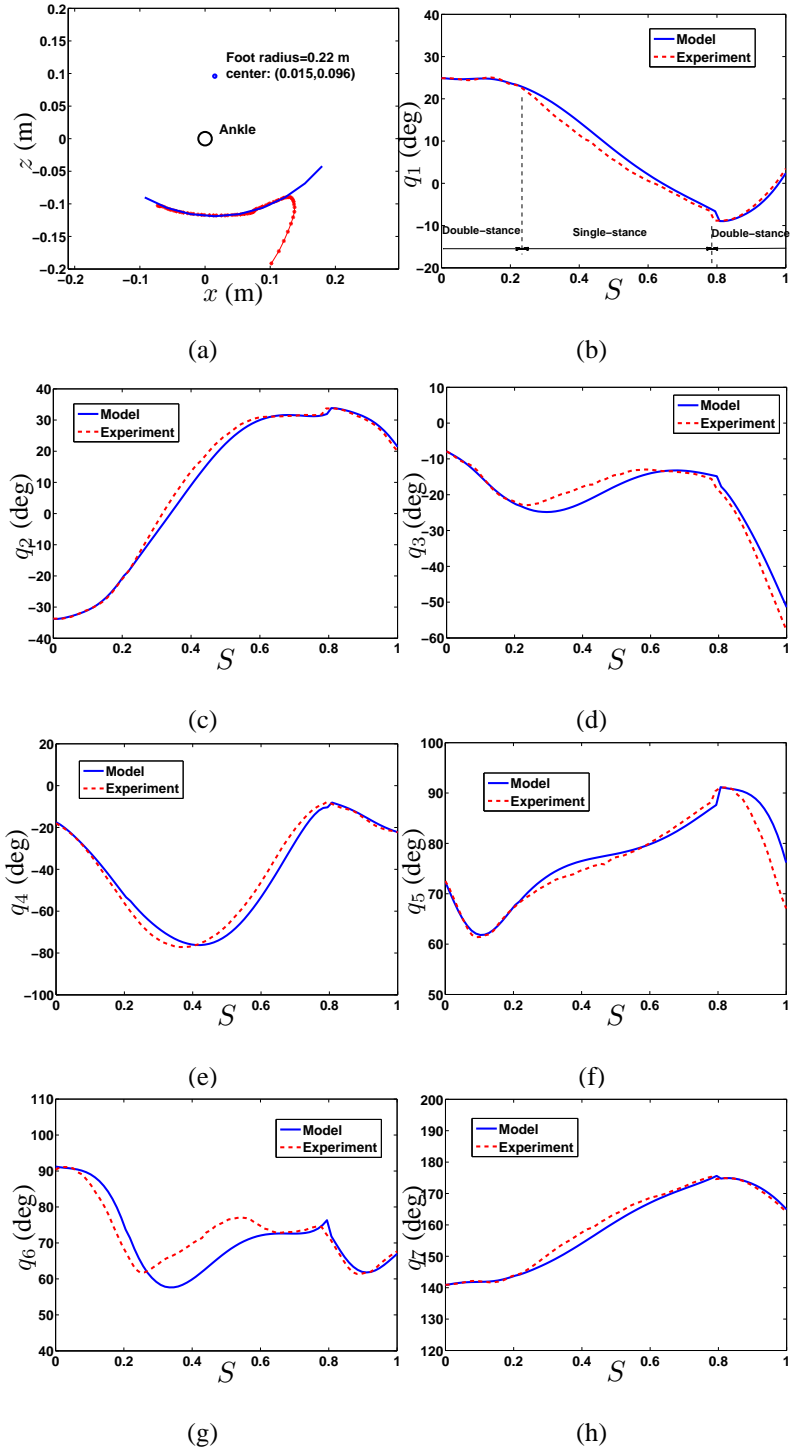 0.2
0.15
0.1
0.05
0
−0.05
−0.1
−0.15
−0.2
z (m)
Foot radius=0.22 m
center: (0.015,0.096)
Ankle
−0.2 −0.1 0 0.1 0.2
x (m)
(a)
40
30
20
10
0
−10
−20
q1 (deg)
Model
Experiment
Double−stance Single−stance Double−stance
0 0.2 0.4 0.6 0.8 1
S
(b)
40
30
20
10
0
−10
−20
−30
−40
q2 (deg)
Model
Experiment
0 0.2 0.4 0.6 0.8 1
S
(c)
10
0
−10
−20
−30
−40
−50
−60
q3 (deg)
Model
Experiment
0 0.2 0.4 0.6 0.8 1
S
(d)
20
0
−20
−40
−60
−80
−100
q4 (deg)
Model
Experiment
0 0.2 0.4 0.6 0.8 1
S
(e)
100
90
80
70
60
50
q5 (deg)
Model
Experiment
0 0.2 0.4 0.6 0.8 1
S
(f)
110
100
90
80
70
60
50
40
q6 (deg)
Model
Experiment
0 0.2 0.4 0.6 0.8 1
S
(g)
200
190
180
170
160
150
140
130
120
q7 (deg)
Model
Experiment
0 0.2 0.4 0.6 0.8 1
S
(h)